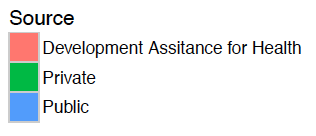 Source
Development Assitance for Health
Private
Public